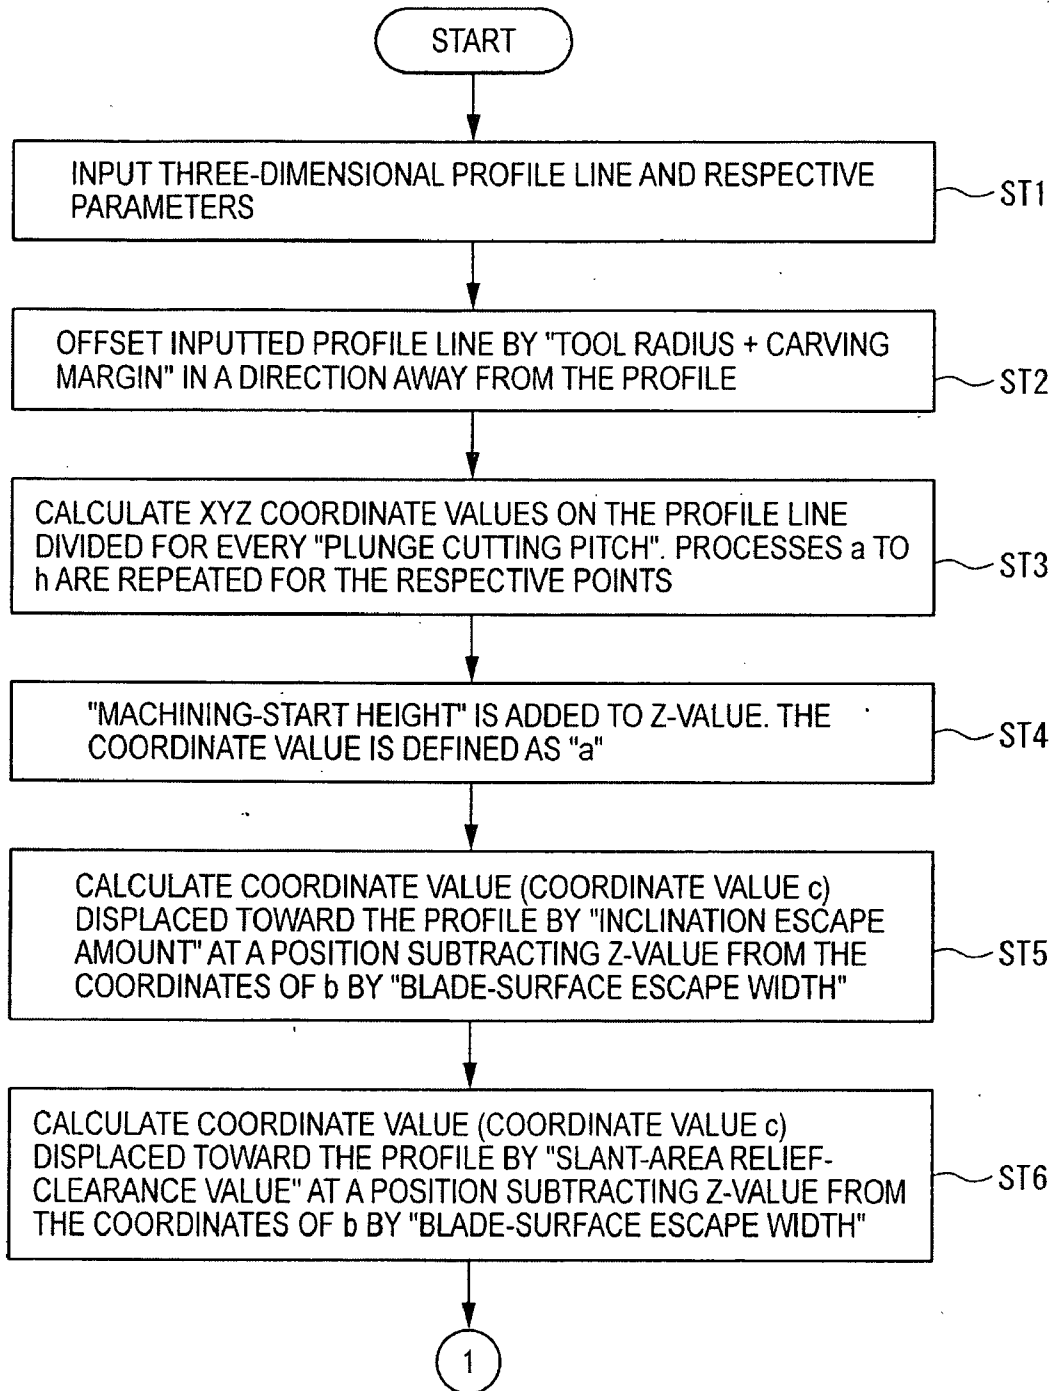 START
INPUT THREE-DIMENSIONAL PROFILE LINE AND RESPECTIVE
PARAMETERS
ST1
OFFSET INPUTTED PROFILE LINE BY "TOOL RADIUS + CARVING
MARGIN" IN A DIRECTION AWAY FROM THE PROFILE
ST2
CALCULATE XYZ COORDINATE VALUES ON THE PROFILE LINE
DIVIDED FOR EVERY "PLUNGE CUTTING PITCH". PROCESSES a TO
h ARE REPEATED FOR THE RESPECTIVE POINTS
ST3
"MACHINING-START HEIGHT" IS ADDED TO Z-VALUE. THE
COORDINATE VALUE IS DEFINED AS "a"
ST4
CALCULATE COORDINATE VALUE (COORDINATE VALUE c)
DISPLACED TOWARD THE PROFILE BY "INCLINATION ESCAPE
AMOUNT" AT A POSITION SUBTRACTING Z-VALUE FROM THE
COORDINATES OF b BY "BLADE-SURFACE ESCAPE WIDTH"
ST5
CALCULATE COORDINATE VALUE (COORDINATE VALUE c)
DISPLACED TOWARD THE PROFILE BY "SLANT-AREA RELIEF-
CLEARANCE VALUE" AT A POSITION SUBTRACTING Z-VALUE FROM
THE COORDINATES OF b BY "BLADE-SURFACE ESCAPE WIDTH"
ST6
1